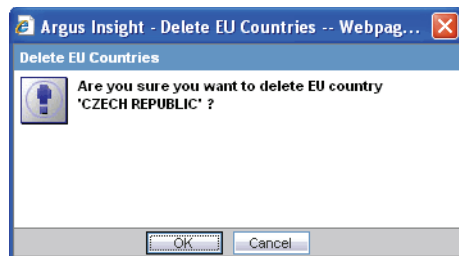 Argus Insight - Delete EU Countries -- Webpag...
Delete EU Countries
Are you sure you want to delete EU country
'CZECH REPUBLIC' ?
OK Cancel